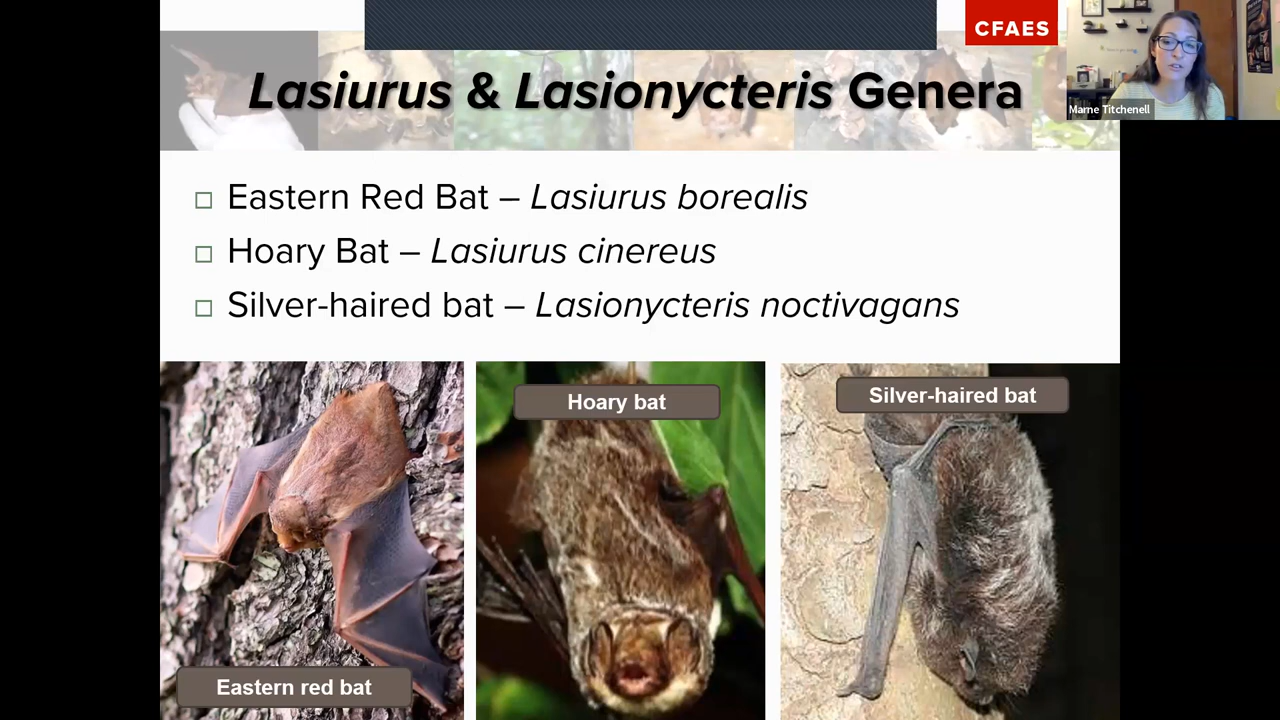 CFAES
Lasiurus & Lasionycteris Genera
Marne Titchenell
Eastern Red Bat – Lasiurus borealis
Hoary Bat – Lasiurus cinereus
Silver-haired bat – Lasionycteris noctivagans
Hoary bat
Silver-haired bat
Eastern red bat